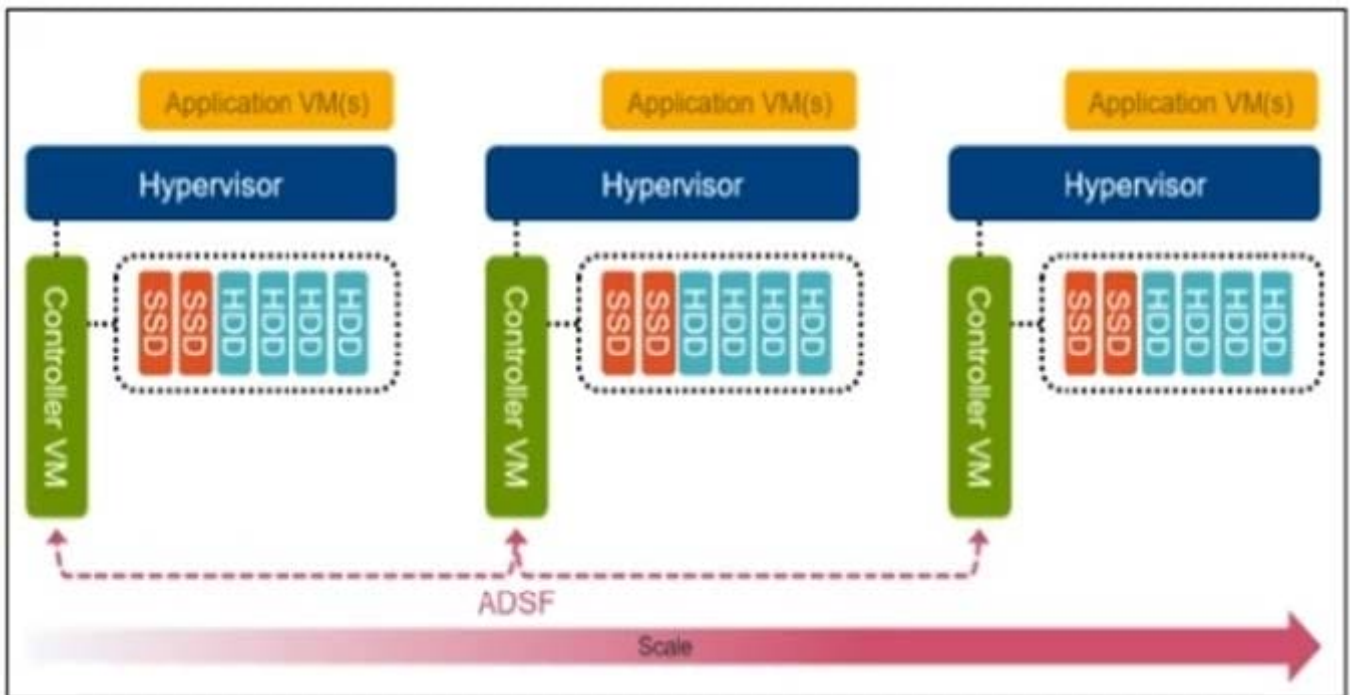 Application VM(s)
Application VM(s)
Application VM(s)
Hypervisor
Hypervisor
Hypervisor
Controller VM
SSD
SSD
HDD
HDD
HDD
HDD
Controller VM
SSD
SSD
HDD
HDD
HDD
HDD
Controller VM
SSD
SSD
HDD
HDD
HDD
HDD
ADSF
Scale